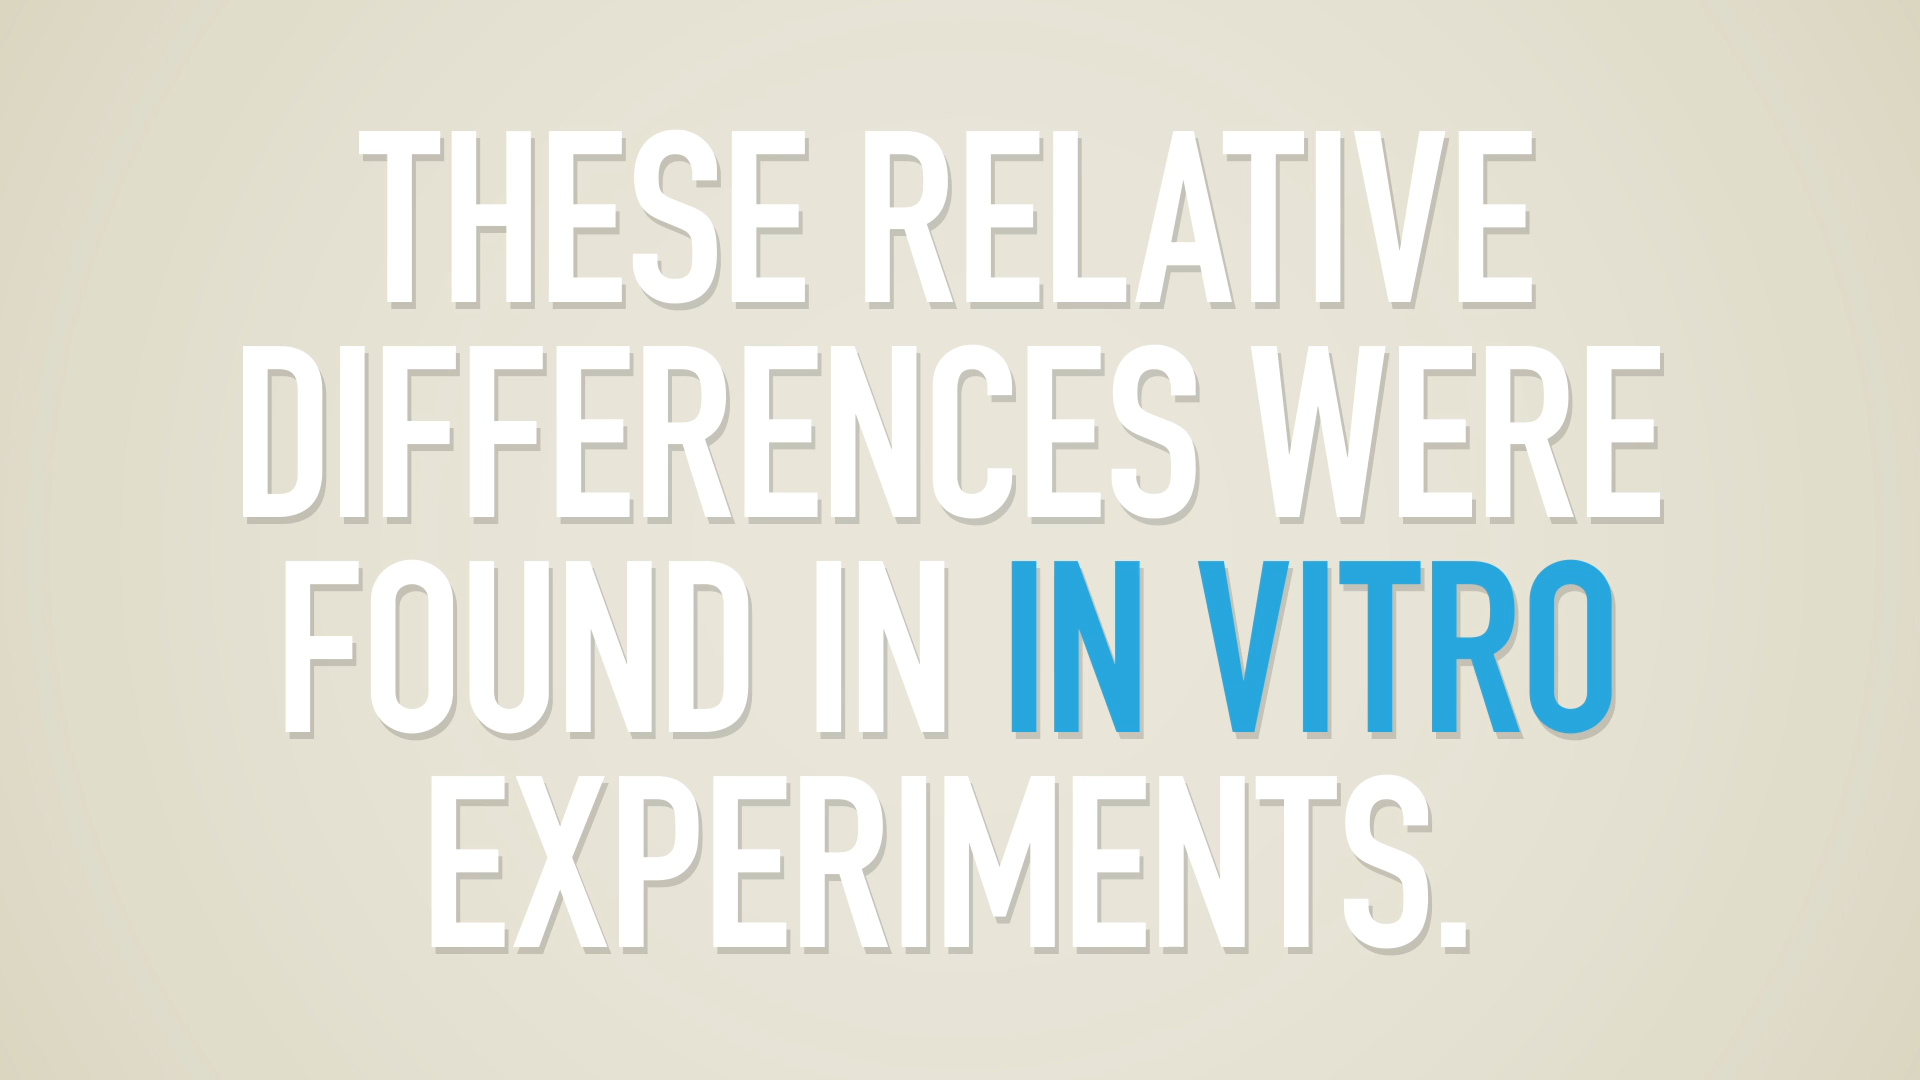 THESE RELATIVE
DIFFERENCES WERE
FOUND IN IN VITRO
EXPERIMENTS.